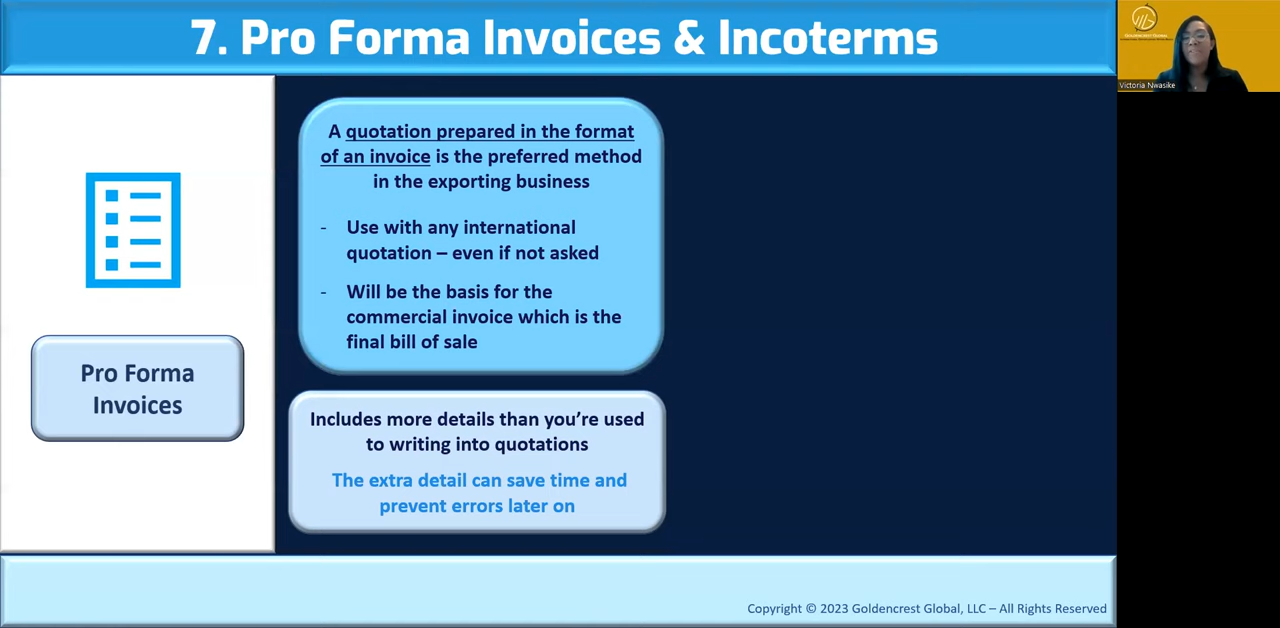 7. Pro Forma Invoices & Incoterms
A quotation prepared in the format
of an invoice is the preferred method
in the exporting business
- Use with any international
quotation – even if not asked
- Will be the basis for the
commercial invoice which is the
final bill of sale
Pro Forma
Invoices
Includes more details than you’re used
to writing into quotations
The extra detail can save time and
prevent errors later on
Copyright © 2023 Goldencrest Global, LLC – All Rights Reserved
Goldencrest Global
Victoria Nwasike